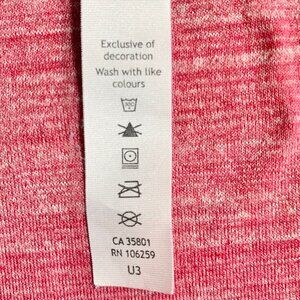 Exclusive of
decoration
Wash with like
colours
CA 35801
RN 106259
U3